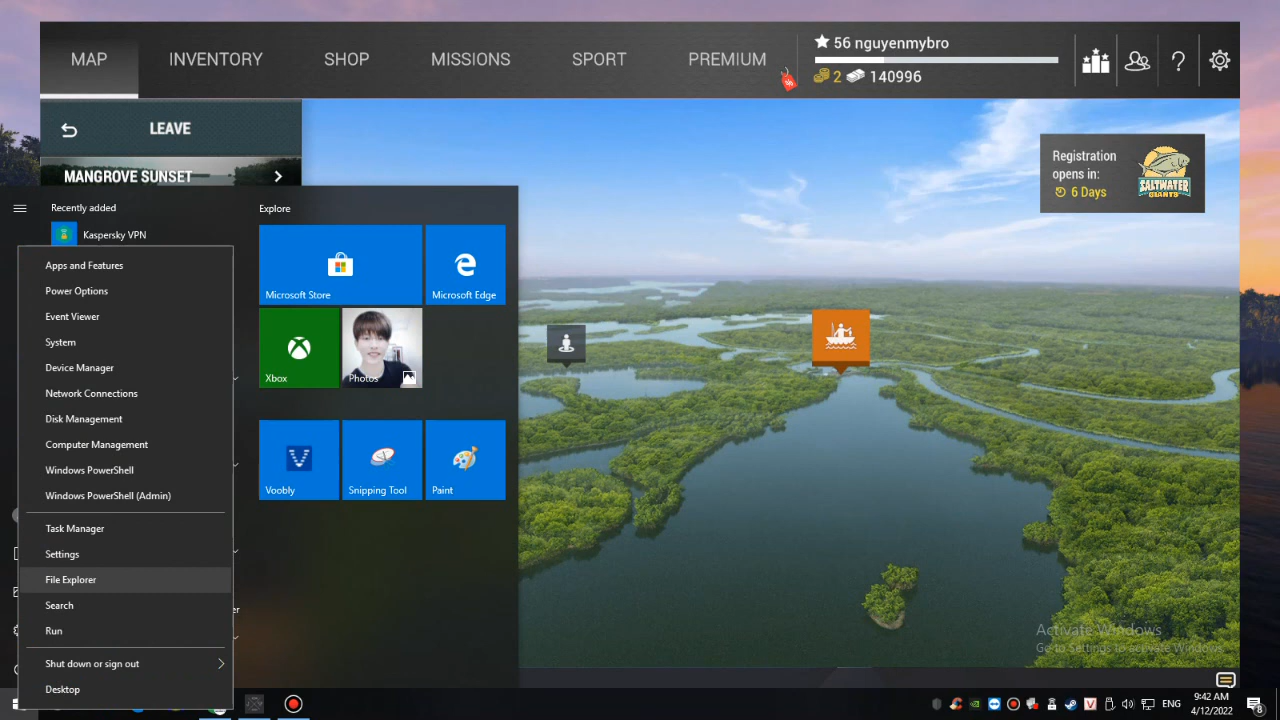 MAP
INVENTORY
SHOP
MISSIONS
SPORT
PREMIUM
56 nguyenmybro
2
140996
LEAVE
MANGROVE SUNSET
Registration
opens in:
6 Days
SALTWATER
GIANTS
Recently added
Kaspersky VPN
Apps and Features
Power Options
Event Viewer
System
Device Manager
Network Connections
Disk Management
Computer Management
Windows PowerShell
Windows PowerShell (Admin)
Task Manager
Settings
File Explorer
Search
Run
Shut down or sign out
Desktop
Explore
Microsoft Store
Microsoft Edge
Xbox
Photos
Voobly
Snipping Tool
Paint
Activate Windows
Go to Settings to activate Windows.
ENG
9:42 AM
4/12/2022
8